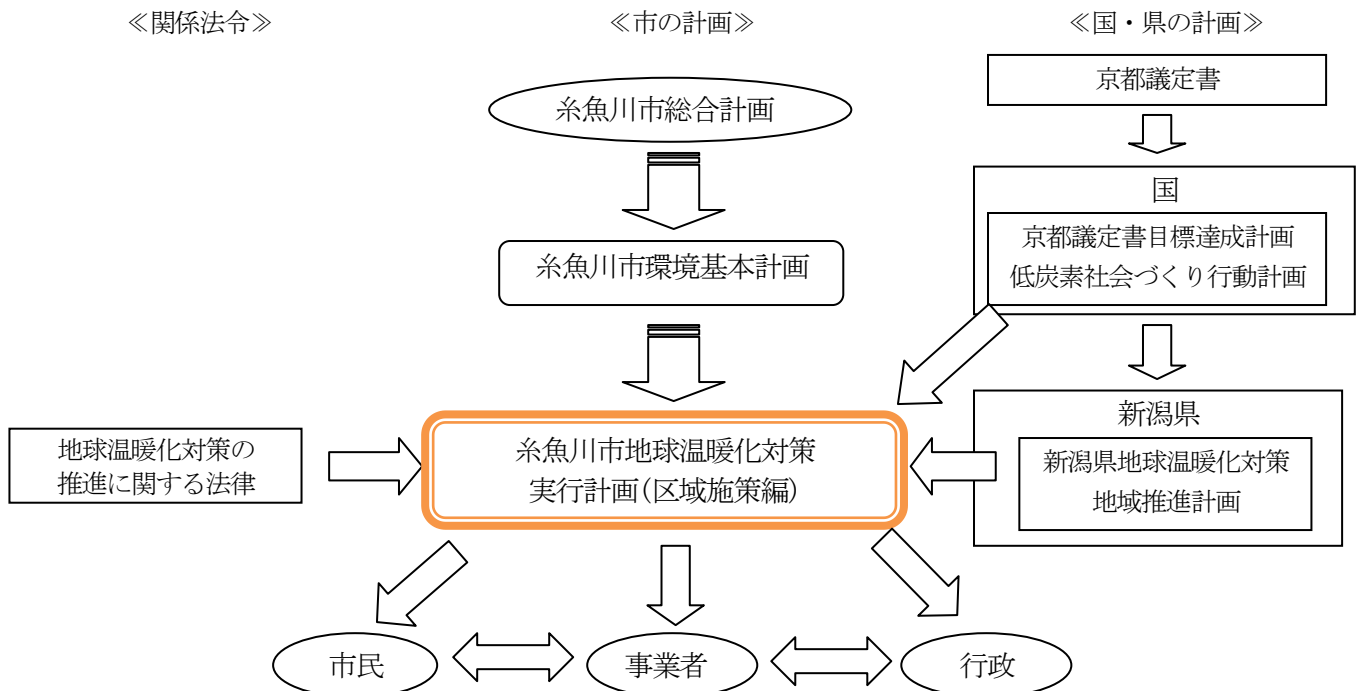 ≪関係法令≫
≪市の計画≫
≪国・県の計画≫
京都議定書
糸魚川市総合計画
国
京都議定書目標達成計画
低炭素社会づくり行動計画
糸魚川市環境基本計画
新潟県
新潟県地球温暖化対策
地域推進計画
地球温暖化対策の
推進に関する法律
糸魚川市地球温暖化対策
実行計画(区域施策編)
市民
事業者
行政